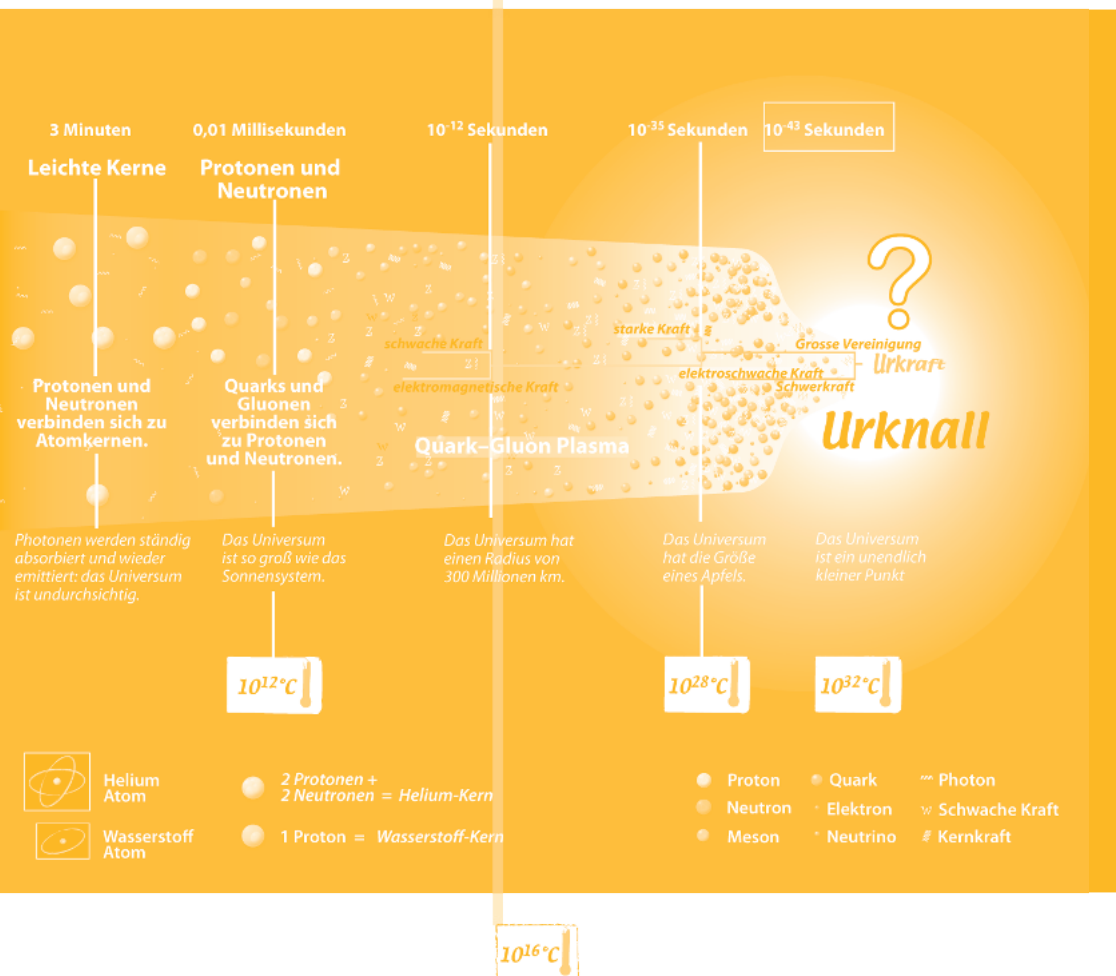 3 Minuten
0,01 Millisekunden
10⁻¹² Sekunden
10⁻³⁵ Sekunden
10⁻⁴³ Sekunden
Leichte Kerne
Protonen und
Neutronen
?
starke Kraft
schwache Kraft
Grosse Vereinigung
Urkraft
elektroschwache Kraft
Schwerkraft
elektromagnetische Kraft
Protonen und
Neutronen
verbinden sich zu
Atomkernen.
Quarks und
Gluonen
verbinden sich
zu Protonen
und Neutronen.
Quark–Gluon Plasma
Urknall
Photonen werden ständig
absorbiert und wieder
emittiert: das Universum
ist undurchsichtig.
Das Universum
ist so groß wie das
Sonnensystem.
Das Universum hat
einen Radius von
300 Millionen km.
Das Universum
hat die Größe
eines Apfels.
Das Universum
ist ein unendlich
kleiner Punkt
10¹²°C
10²⁸°C
10³²°C
Helium
Atom
2 Protonen +
2 Neutronen = Helium-Kern
Wasserstoff
Atom
1 Proton = Wasserstoff-Kern
Proton
Quark
Photon
Neutron
Elektron
W Schwache Kraft
Meson
Neutrino
Kernkraft
10¹⁶°C